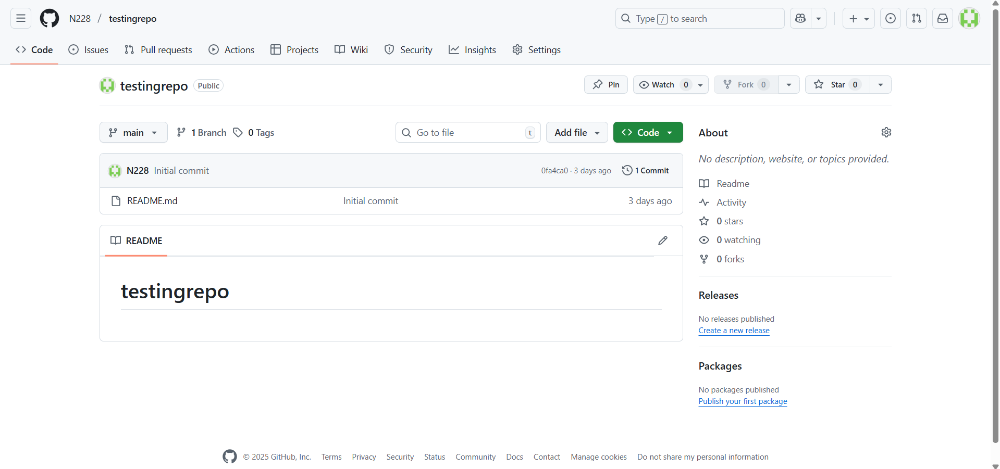 N228 / testingrepo
Type / to search
Code Issues Pull requests Actions Projects Wiki Security Insights Settings
testingrepo Public
Pin Watch 0 Fork 0 Star 0
main 1 Branch 0 Tags
Go to file t Add file Code
N228 Initial commit 0fa4ca0 · 3 days ago 1 Commit
README.md Initial commit 3 days ago
README
testingrepo
About
No description, website, or topics provided.
Readme
Activity
0 stars
0 watching
0 forks
Releases
No releases published
Create a new release
Packages
No packages published
Publish your first package
© 2025 GitHub, Inc. Terms Privacy Security Status Community Docs Contact Manage cookies Do not share my personal information